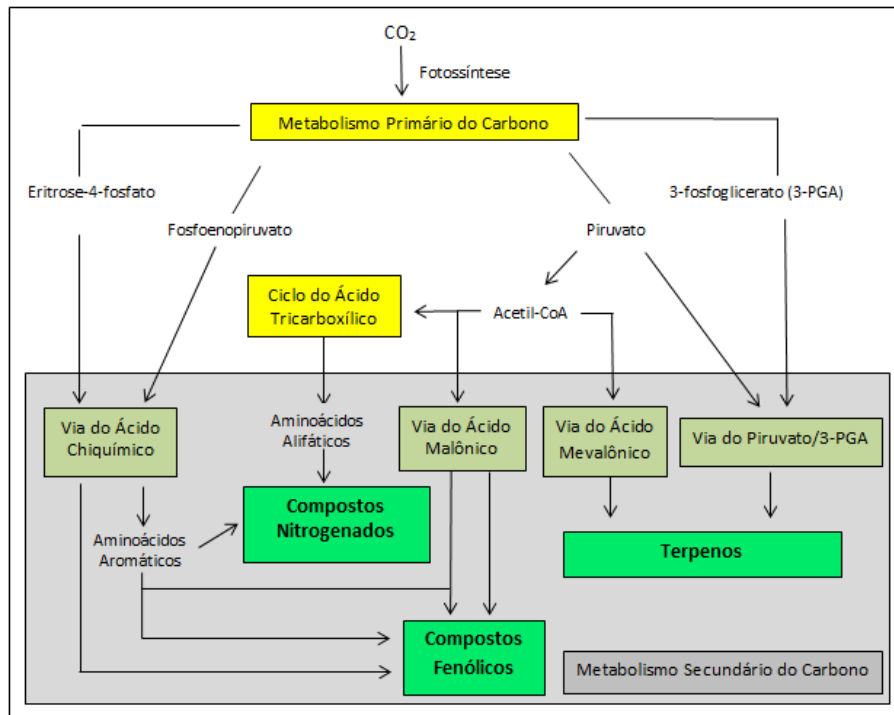 CO₂
Fotossíntese
Metabolismo Primário do Carbono
Eritrose-4-fosfato
3-fosfoglicerato (3-PGA)
Fosfoenopiruvato
Piruvato
Ciclo do Ácido
Tricarboxílico
Acetil-CoA
Via do Ácido
Chiquímico
Aminoácidos
Alifáticos
Via do Ácido
Malônico
Via do Ácido
Mevalônico
Via do Piruvato/3-PGA
Compostos
Nitrogenados
Aminoácidos
Aromáticos
Terpenos
Compostos
Fenólicos
Metabolismo Secundário do Carbono